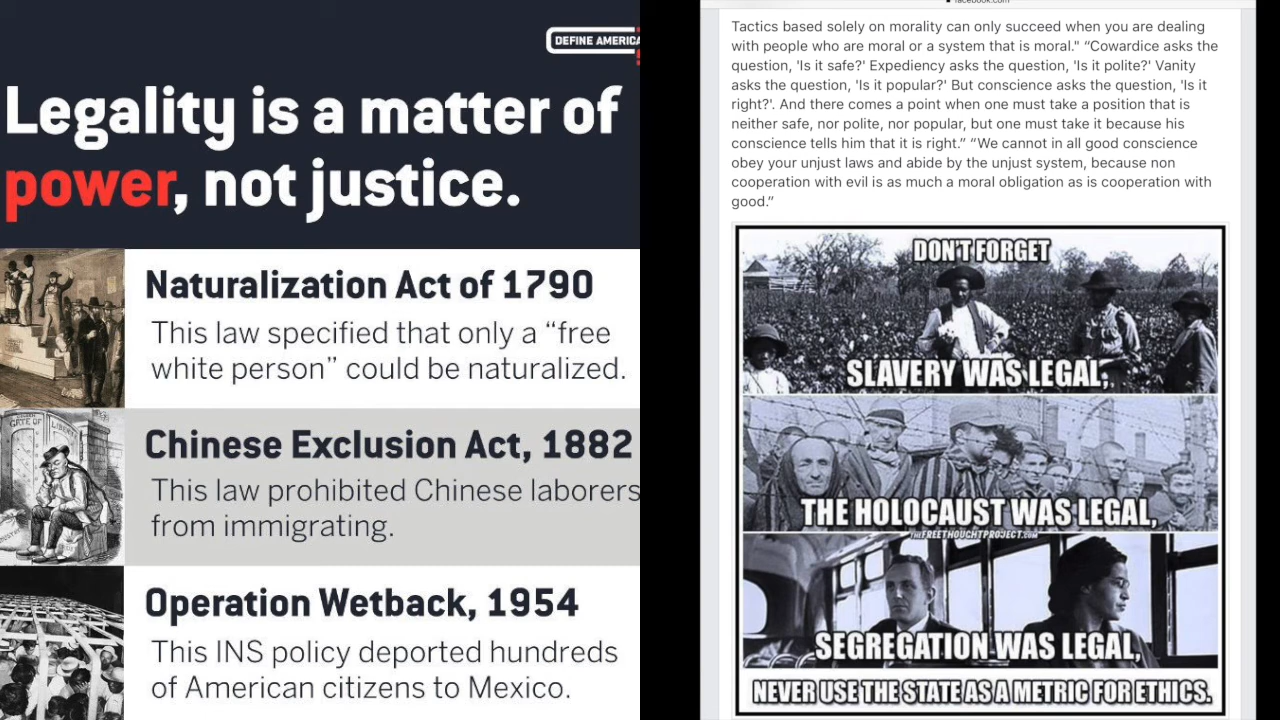 DEFINE AMERICA
Legality is a matter of
power, not justice.
Naturalization Act of 1790
This law specified that only a “free
white person” could be naturalized.
GATE OF
LIBERTY
Chinese Exclusion Act, 1882
This law prohibited Chinese laborers
from immigrating.
Operation Wetback, 1954
This INS policy deported hundreds
of American citizens to Mexico.
facebook.com
Tactics based solely on morality can only succeed when you are dealing
with people who are moral or a system that is moral." “Cowardice asks the
question, 'Is it safe?' Expediency asks the question, 'Is it polite?' Vanity
asks the question, 'Is it popular?' But conscience asks the question, 'Is it
right?'. And there comes a point when one must take a position that is
neither safe, nor polite, nor popular, but one must take it because his
conscience tells him that it is right.” “We cannot in all good conscience
obey your unjust laws and abide by the unjust system, because non
cooperation with evil is as much a moral obligation as is cooperation with
good.”
DON'T FORGET
SLAVERY WAS LEGAL,
THE HOLOCAUST WAS LEGAL,
THEFREETHOUGHTPROJECT.COM
SEGREGATION WAS LEGAL,
NEVER USE THE STATE AS A METRIC FOR ETHICS.